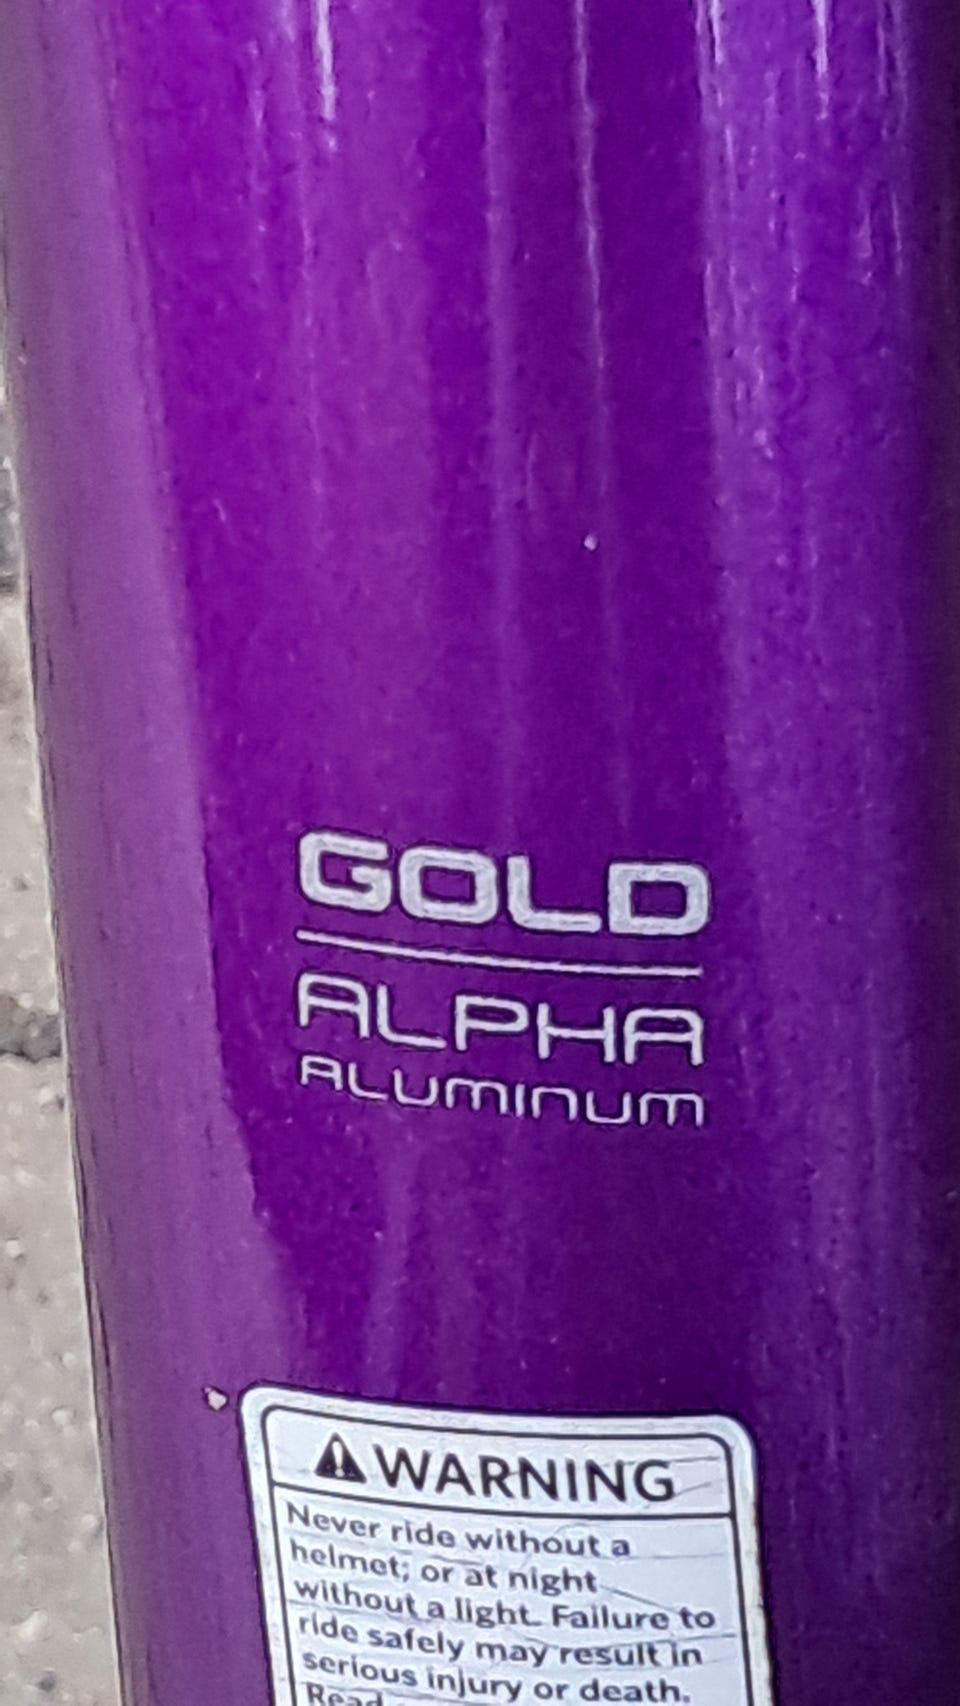 GOLD
ALPHA
ALUMINUM
WARNING
Never ride without a
helmet; or at night
without a light. Failure to
ride safely may result in
serious injury or death.
Read